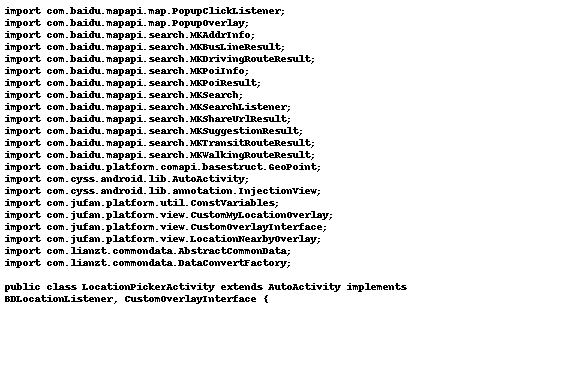 import com.baidu.mapapi.map.PopupClickListener;
import com.baidu.mapapi.map.PopupOverlay;
import com.baidu.mapapi.search.MKAddrInfo;
import com.baidu.mapapi.search.MKBusLineResult;
import com.baidu.mapapi.search.MKDrivingRouteResult;
import com.baidu.mapapi.search.MKPoiInfo;
import com.baidu.mapapi.search.MKPoiResult;
import com.baidu.mapapi.search.MKSearch;
import com.baidu.mapapi.search.MKSearchListener;
import com.baidu.mapapi.search.MKShareUrlResult;
import com.baidu.mapapi.search.MKSuggestionResult;
import com.baidu.mapapi.search.MKTransitRouteResult;
import com.baidu.mapapi.search.MKWalkingRouteResult;
import com.baidu.platform.comapi.basestruct.GeoPoint;
import com.cyss.android.lib.AutoActivity;
import com.cyss.android.lib.annotation.InjectionView;
import com.jufan.platform.util.ConstVariables;
import com.jufan.platform.view.CustomMyLocationOverlay;
import com.jufan.platform.view.CustomOverlayInterface;
import com.jufan.platform.view.LocationNearbyOverlay;
import com.lianzt.commondata.AbstractCommonData;
import com.lianzt.commondata.DataConvertFactory;
public class LocationPickerActivity extends AutoActivity implements
BDLocationListener, CustomOverlayInterface {